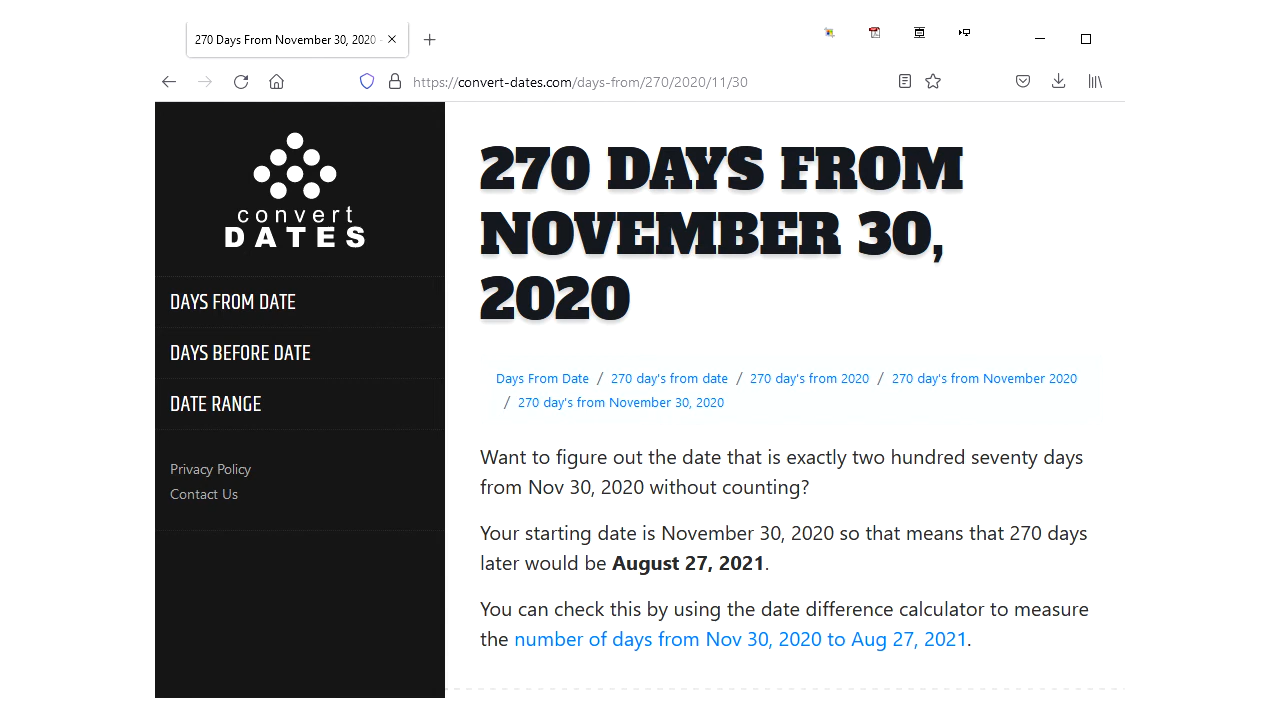 270 Days From November 30, 2020 -
https://convert-dates.com/days-from/270/2020/11/30
convert
DATES
DAYS FROM DATE
DAYS BEFORE DATE
DATE RANGE
Privacy Policy
Contact Us
270 DAYS FROM
NOVEMBER 30,
2020
Days From Date / 270 day's from date / 270 day's from 2020 / 270 day's from November 2020
/ 270 day's from November 30, 2020
Want to figure out the date that is exactly two hundred seventy days
from Nov 30, 2020 without counting?
Your starting date is November 30, 2020 so that means that 270 days
later would be August 27, 2021.
You can check this by using the date difference calculator to measure
the number of days from Nov 30, 2020 to Aug 27, 2021.